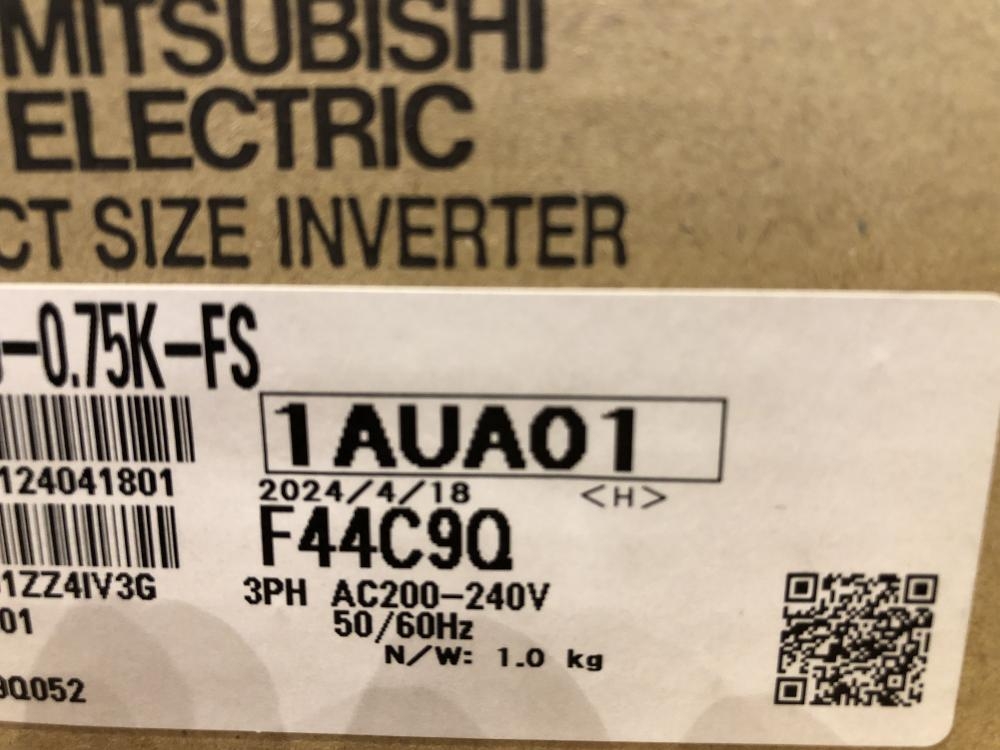 MITSUBISHI
ELECTRIC
CT SIZE INVERTER
-0.75K-FS
1AUA01
124041801
2024/4/18 <H>
F44C9Q
1ZZ4IV3G
3PH AC200-240V
01
50/60Hz
N/W: 1.0 kg
9Q052